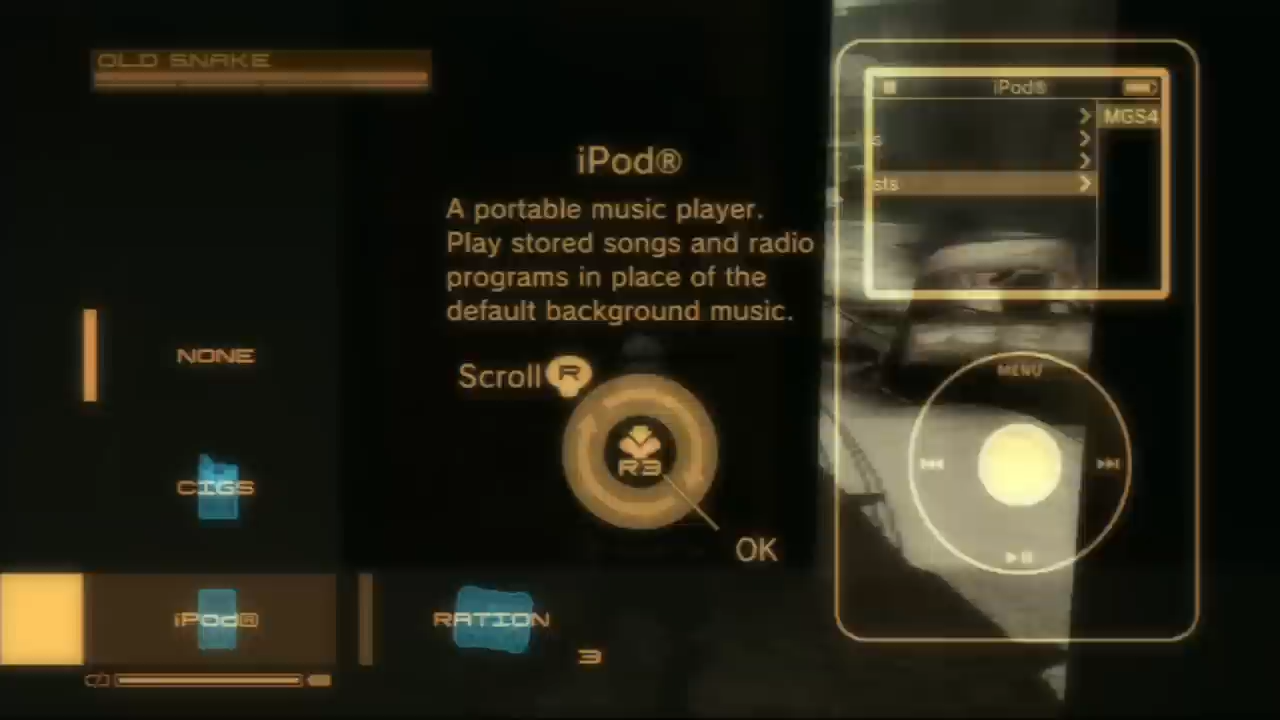 OLD SNAKE
iPod®
A portable music player.
Play stored songs and radio
programs in place of the
default background music.
Scroll R
R3
OK
NONE
CIGS
iPod®
RATION
3
iPod®
MGS4
s
sts
MENU